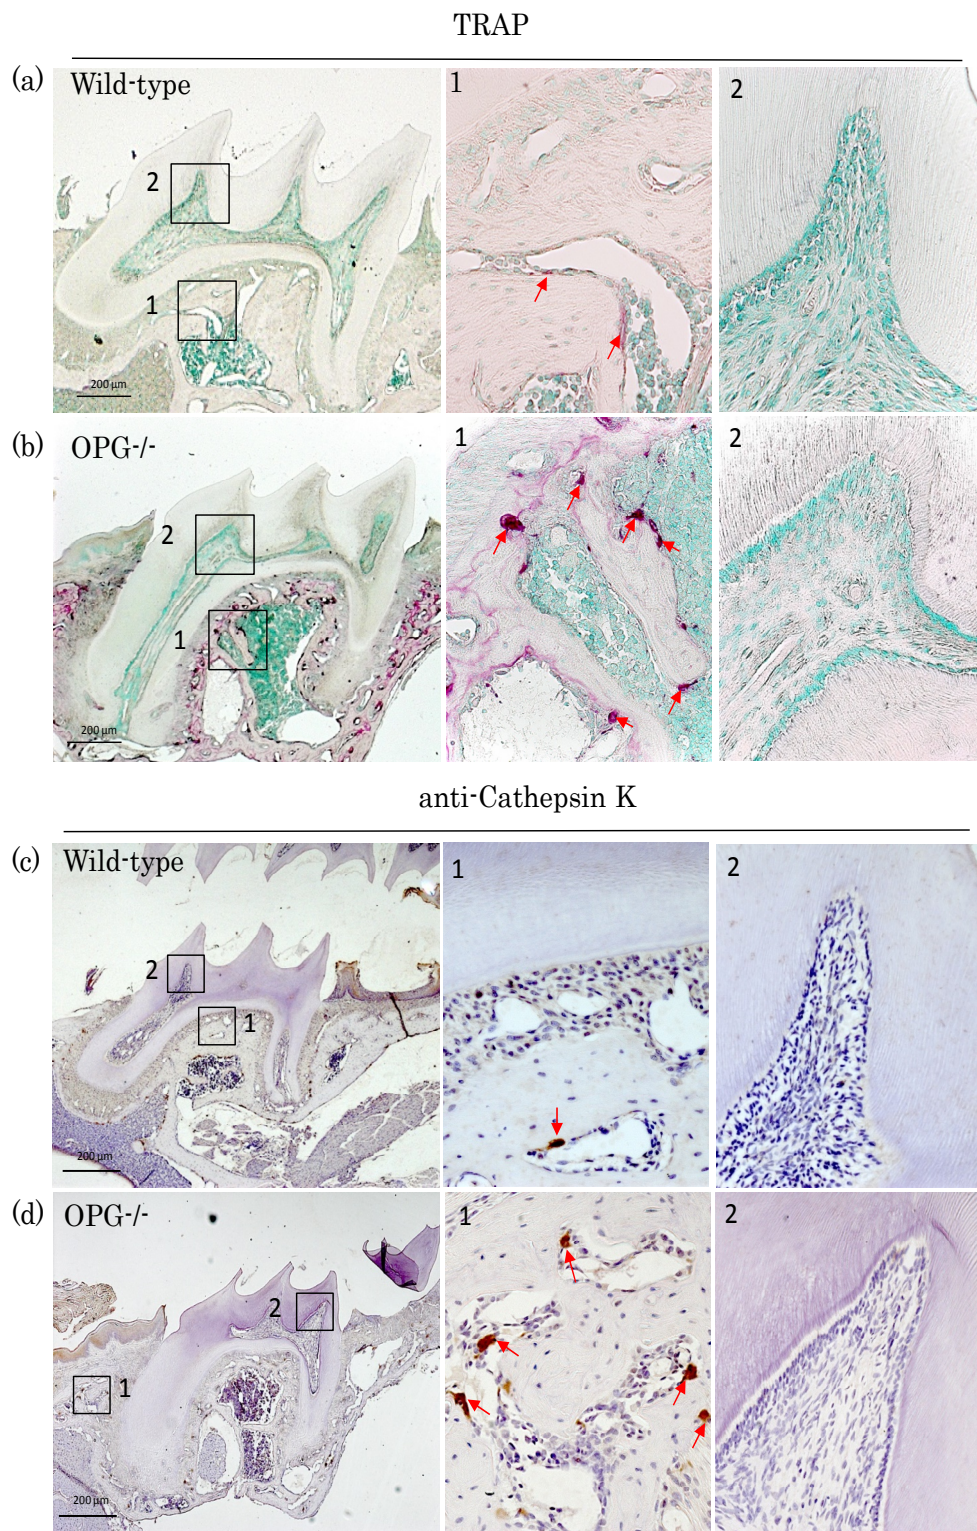 TRAP
(a)
Wild-type
2
1
200 µm
1
2
(b)
OPG-/-
2
1
200 µm
1
2
anti-Cathepsin K
(c)
Wild-type
2
1
200 µm
1
2
(d)
OPG-/-
2
1
200 µm
1
2